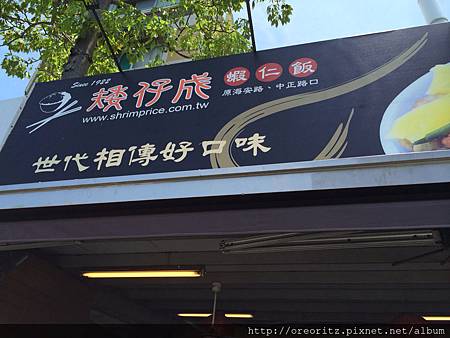 Since 1922
矮仔成 蝦仁飯
原海安路、中正路口
www.shrimprice.com.tw
世代相傳好口味
http://oreoritz.pixnet.net/album